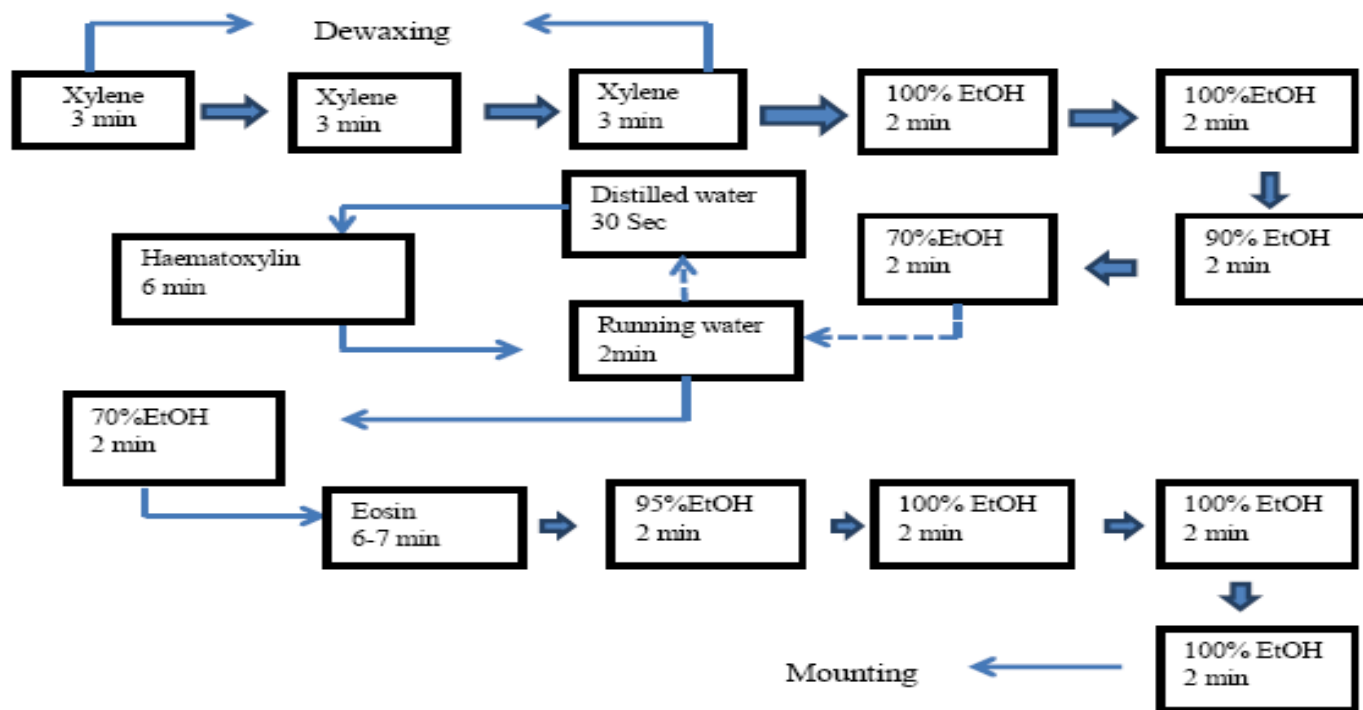 Dewaxing
Xylene
3 min
Xylene
3 min
Xylene
3 min
100% EtOH
2 min
100%EtOH
2 min
90% EtOH
2 min
70%EtOH
2 min
Running water
2min
Distilled water
30 Sec
Haematoxylin
6 min
70%EtOH
2 min
Eosin
6-7 min
95%EtOH
2 min
100% EtOH
2 min
100% EtOH
2 min
100% EtOH
2 min
Mounting